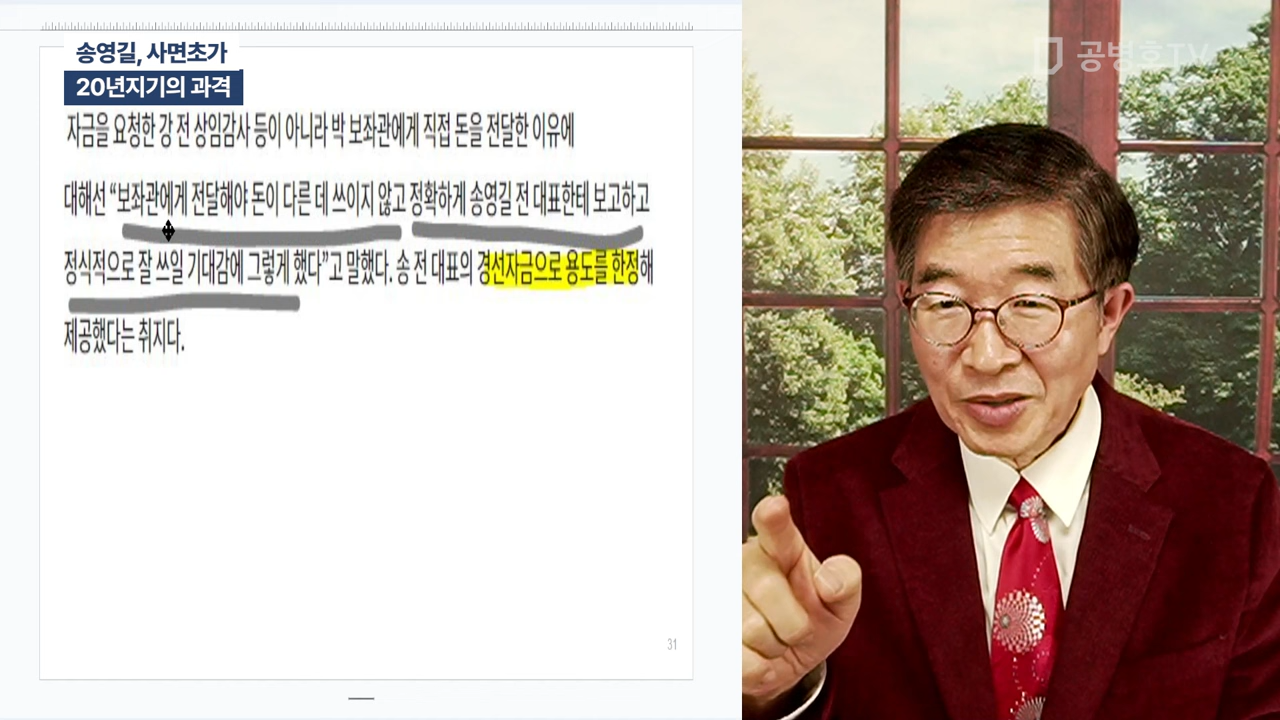 송영길, 사면초가
20년지기의 과격
자금을 요청한 강 전 상임감사 등이 아니라 박 보좌관에게 직접 돈을 전달한 이유에
대해선 “보좌관에게 전달해야 돈이 다른 데 쓰이지 않고 정확하게 송영길 전 대표한테 보고하고
정식적으로 잘 쓰일 기대감에 그렇게 했다”고 말했다. 송 전 대표의 경선자금으로 용도를 한정해
제공했다는 취지다.
31
공병호TV